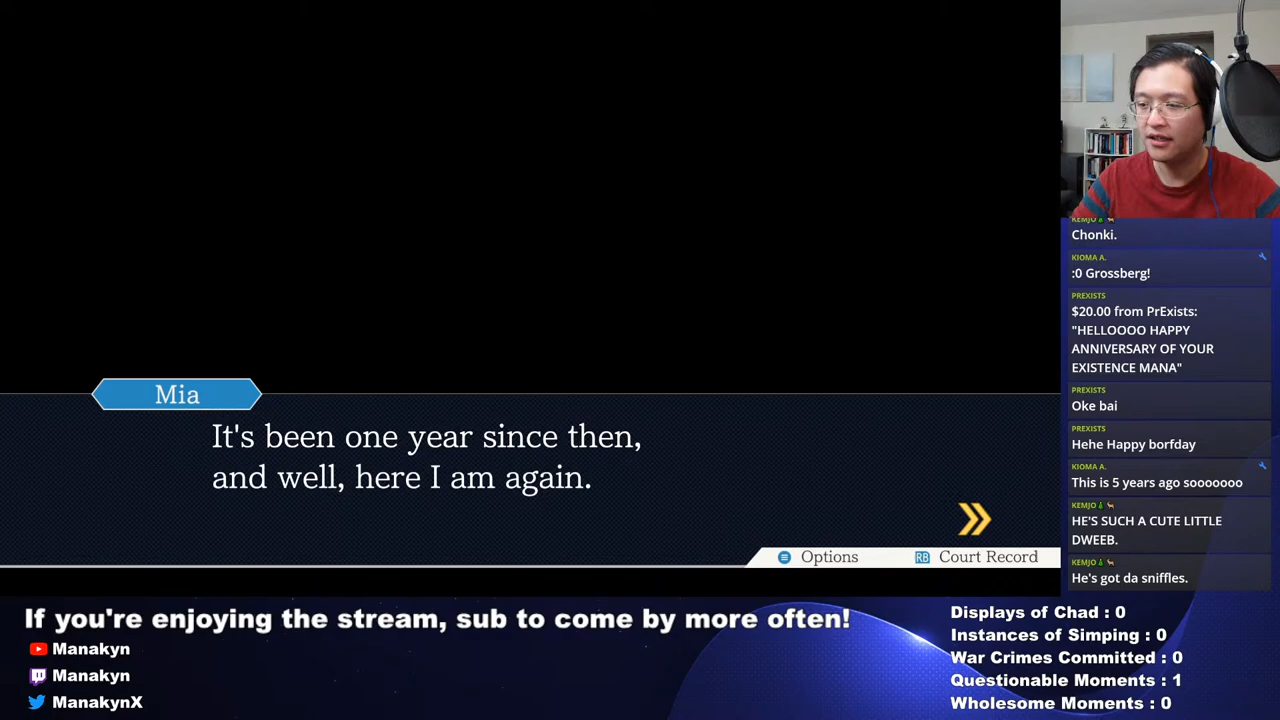 Mia
It's been one year since then,
and well, here I am again.
Options
RB Court Record
KEMJO
Chonki.
KIOMA A.
:0 Grossberg!
PREXISTS
$20.00 from PrExists:
"HELLOOOO HAPPY
ANNIVERSARY OF YOUR
EXISTENCE MANA"
PREXISTS
Oke bai
PREXISTS
Hehe Happy borfday
KIOMA A.
This is 5 years ago sooooooo
KEMJO
HE'S SUCH A CUTE LITTLE
DWEEB.
KEMJO
He's got da sniffles.
If you're enjoying the stream, sub to come by more often!
Manakyn
Manakyn
ManakynX
Displays of Chad : 0
Instances of Simping : 0
War Crimes Committed : 0
Questionable Moments : 1
Wholesome Moments : 0